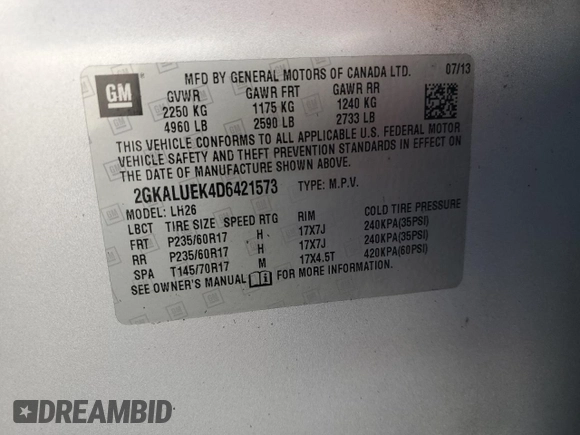 GM
MFD BY GENERAL MOTORS OF CANADA LTD. 07/13
GVWR GAWR FRT GAWR RR
2250 KG 1175 KG 1240 KG
4960 LB 2590 LB 2733 LB
THIS VEHICLE CONFORMS TO ALL APPLICABLE U.S. FEDERAL MOTOR
VEHICLE SAFETY AND THEFT PREVENTION STANDARDS IN EFFECT ON
THE DATE OF MANUFACTURE SHOWN ABOVE.
2GKALUEK4D6421573 TYPE: M.P.V.
MODEL: LH26
LBCT TIRE SIZE SPEED RTG RIM COLD TIRE PRESSURE
FRT P235/60R17 H 17X7J 240KPA(35PSI)
RR P235/60R17 H 17X7J 240KPA(35PSI)
SPA T145/70R17 M 17X4.5T 420KPA(60PSI)
SEE OWNER'S MANUAL FOR MORE INFORMATION.
DREAMBID